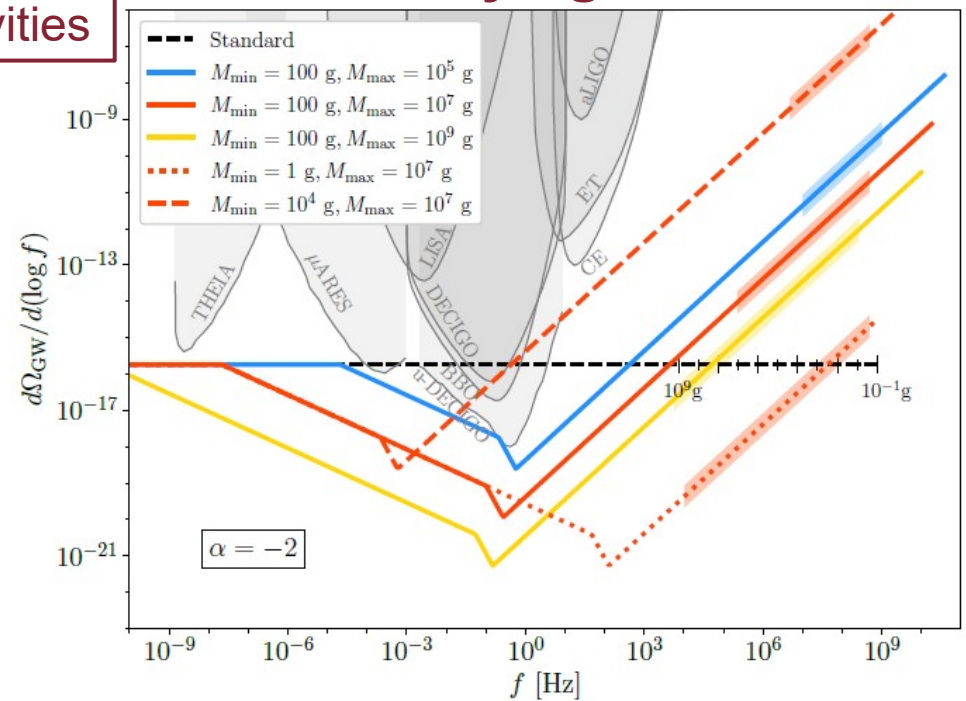 vities
Standard
M_min = 100 g, M_max = 10^5 g
M_min = 100 g, M_max = 10^7 g
M_min = 100 g, M_max = 10^9 g
M_min = 1 g, M_max = 10^7 g
M_min = 10^4 g, M_max = 10^7 g
aLIGO
ET
CE
LISA
THEIA
μARES
DECIGO
BBO
u-DECIGO
10^9g
10^-1g
α = −2
dΩ_GW/d(log f)
10^-9
10^-13
10^-17
10^-21
10^-9 10^-6 10^-3 10^0 10^3 10^6 10^9
f [Hz]